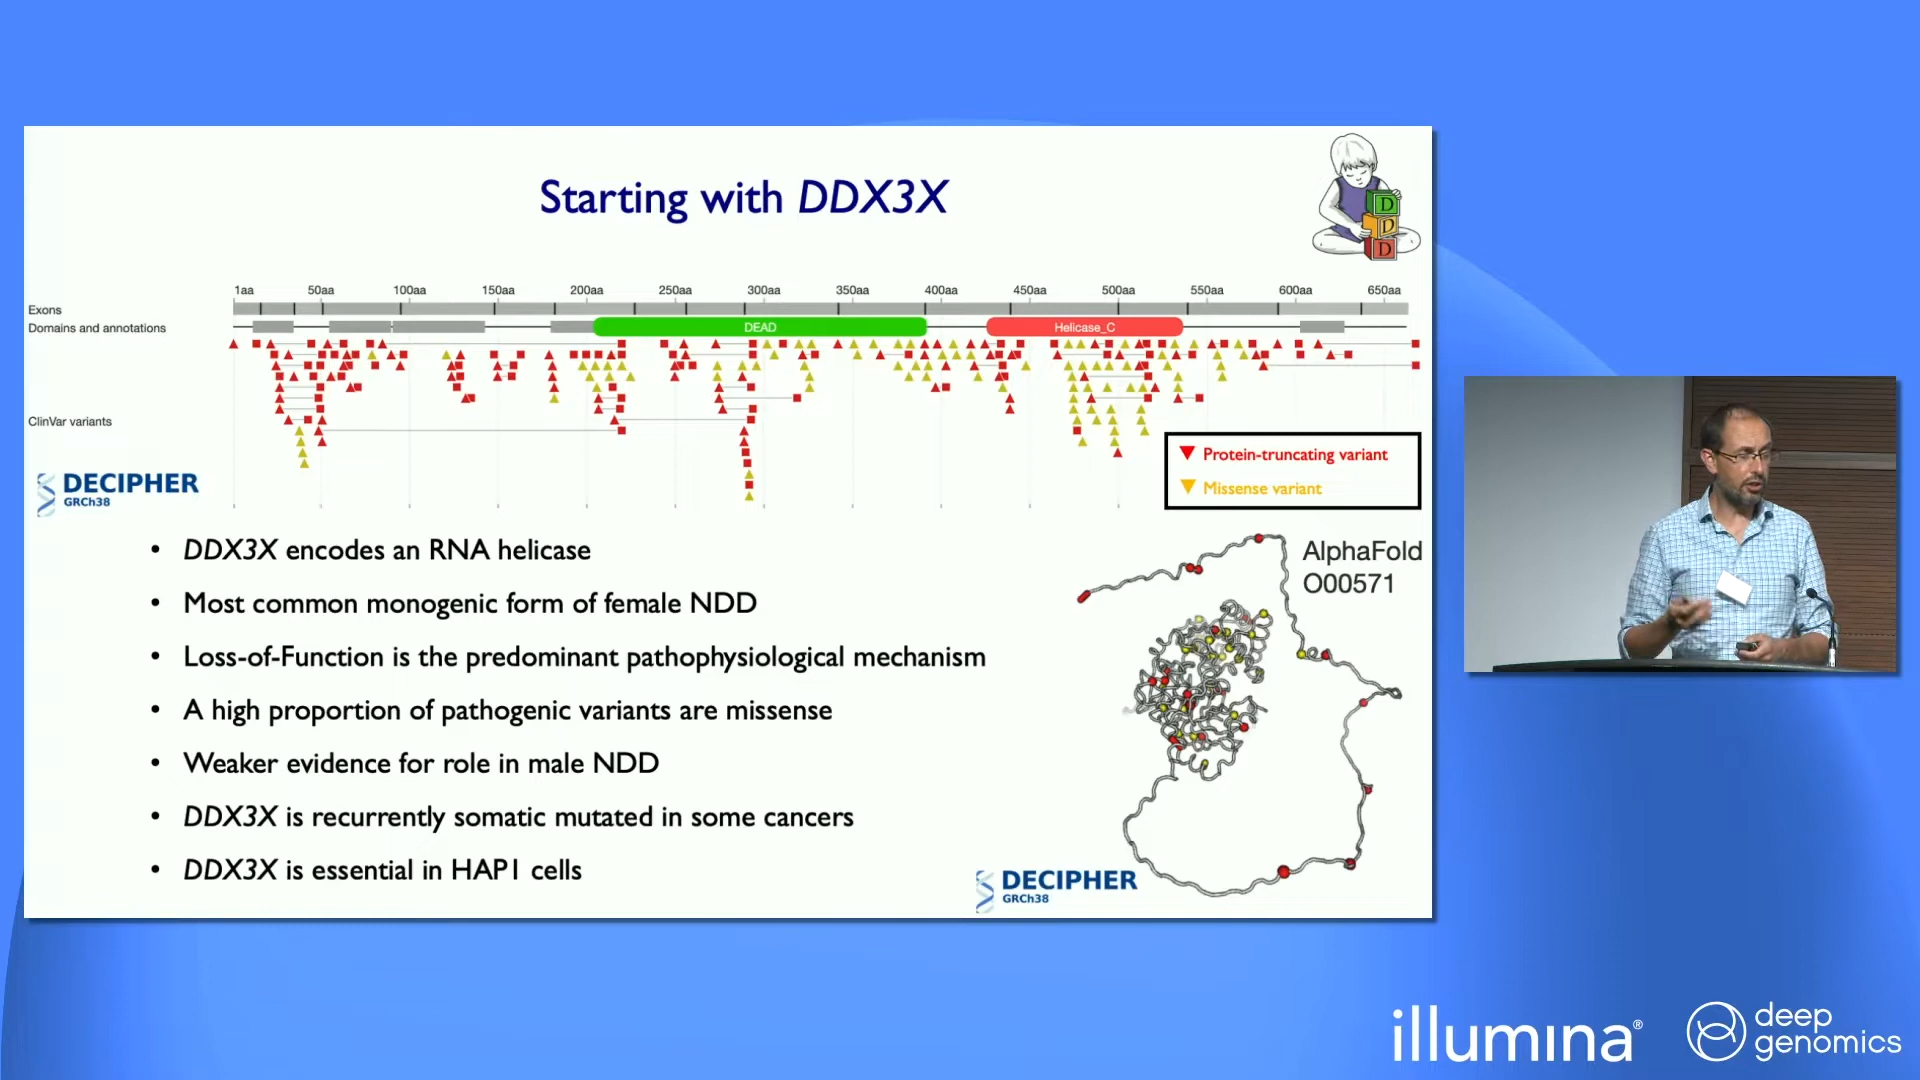 Starting with DDX3X
D
D
D
1aa 50aa 100aa 150aa 200aa 250aa 300aa 350aa 400aa 450aa 500aa 550aa 600aa 650aa
Exons
Domains and annotations
DEAD
Helicase_C
ClinVar variants
Protein-truncating variant
Missense variant
DECIPHER
GRCh38
• DDX3X encodes an RNA helicase
• Most common monogenic form of female NDD
• Loss-of-Function is the predominant pathophysiological mechanism
• A high proportion of pathogenic variants are missense
• Weaker evidence for role in male NDD
• DDX3X is recurrently somatic mutated in some cancers
• DDX3X is essential in HAP1 cells
AlphaFold
O00571
DECIPHER
GRCh38
illumına®
deep
genomics